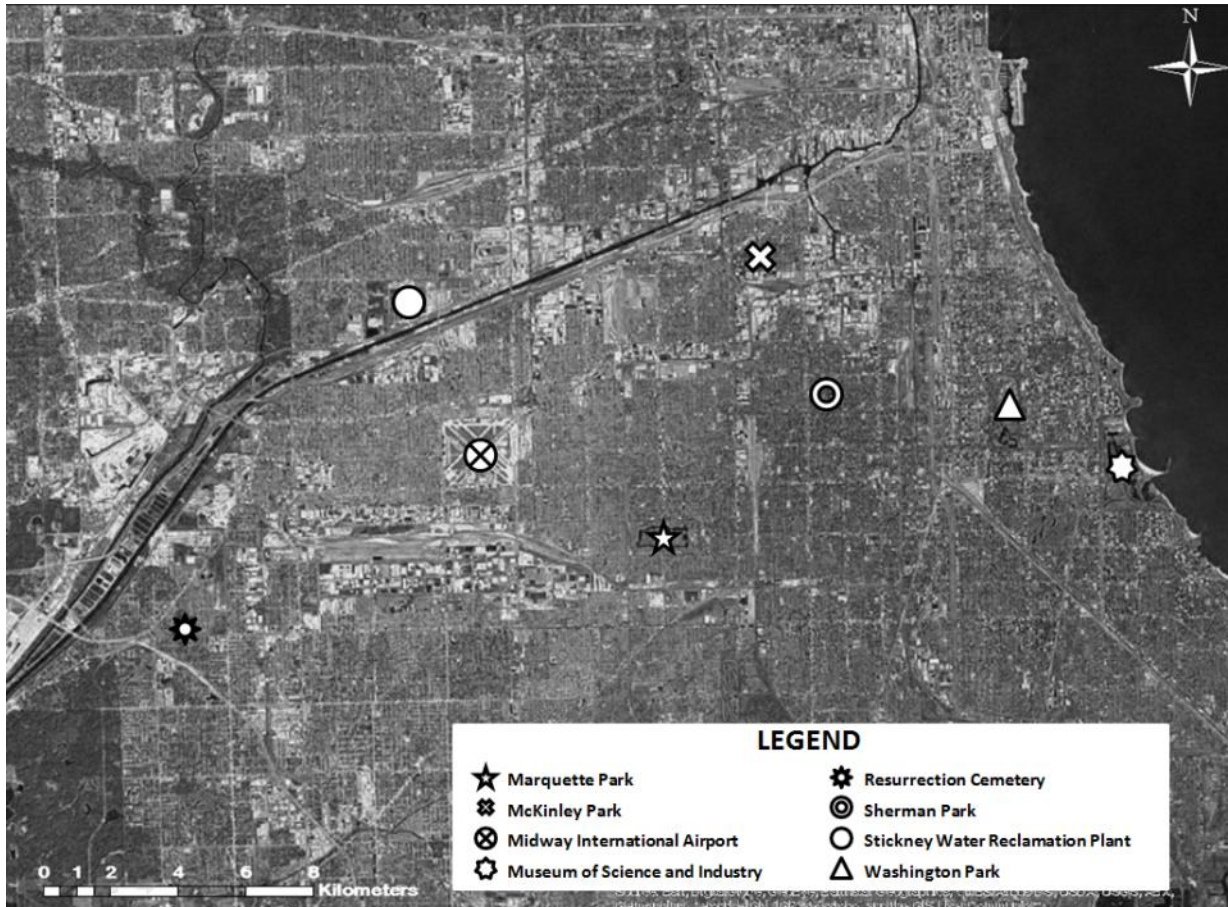 N
LEGEND
Marquette Park
McKinley Park
Midway International Airport
Museum of Science and Industry
Resurrection Cemetery
Sherman Park
Stickney Water Reclamation Plant
Washington Park
0 1 2 4 6 8
Kilometers